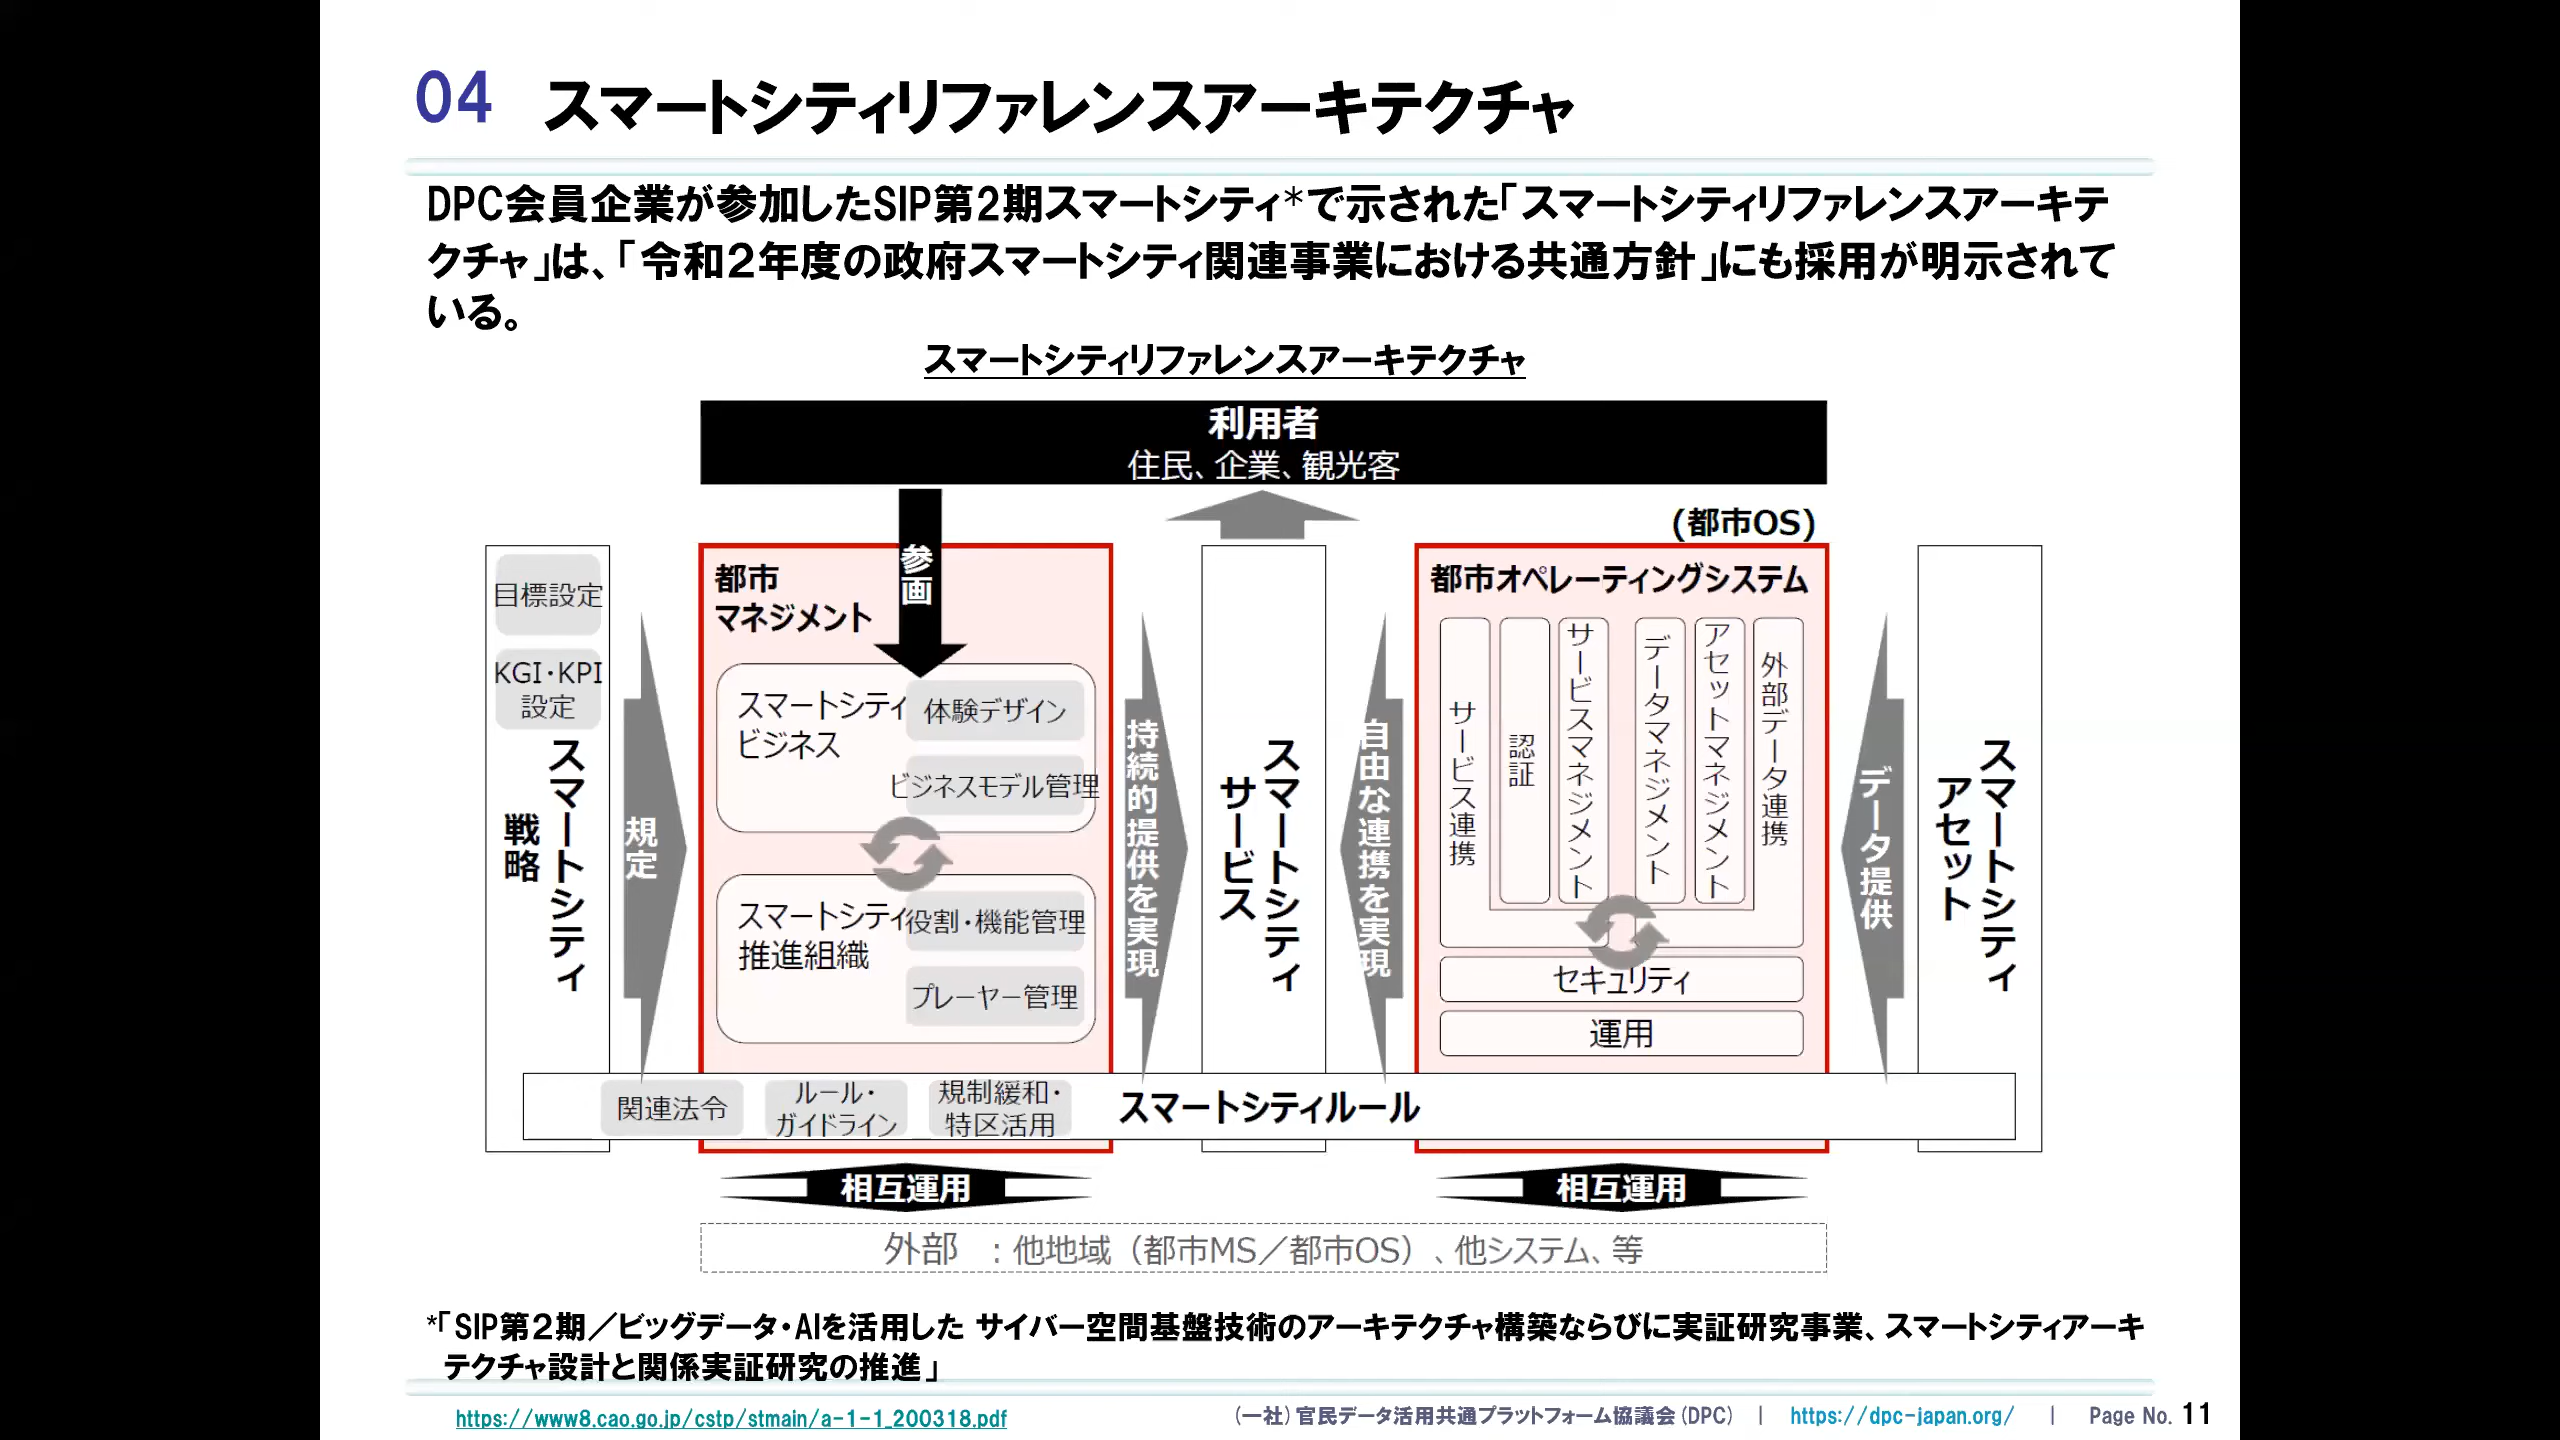 04 スマートシティリファレンスアーキテクチャ
DPC会員企業が参加したSIP第2期スマートシティ*で示された「スマートシティリファレンスアーキテ
クチャ」は、「令和2年度の政府スマートシティ関連事業における共通方針」にも採用が明示されて
いる。
スマートシティリファレンスアーキテクチャ
利用者
住民、企業、観光客
参画
(都市OS)
目標設定
KGI・KPI
設定
スマートシティ
戦略
規定
都市
マネジメント
スマートシティ
ビジネス
体験デザイン
ビジネスモデル管理
スマートシティ
推進組織
役割・機能管理
プレーヤー管理
持続的提供を実現
スマートシティ
サービス
自由な連携を実現
都市オペレーティングシステム
サービス連携
認証
サービスマネジメント
データマネジメント
アセットマネジメント
外部データ連携
セキュリティ
運用
データ提供
スマートシティ
アセット
関連法令
ルール・
ガイドライン
規制緩和・
特区活用
スマートシティルール
相互運用
相互運用
外部 :他地域(都市MS/都市OS)、他システム、等
*「SIP第2期/ビッグデータ・AIを活用した サイバー空間基盤技術のアーキテクチャ構築ならびに実証研究事業、スマートシティアーキ
テクチャ設計と関係実証研究の推進」
https://www8.cao.go.jp/cstp/stmain/a-1-1_200318.pdf
(一社)官民データ活用共通プラットフォーム協議会(DPC) | https://dpc-japan.org/ | Page No. 11